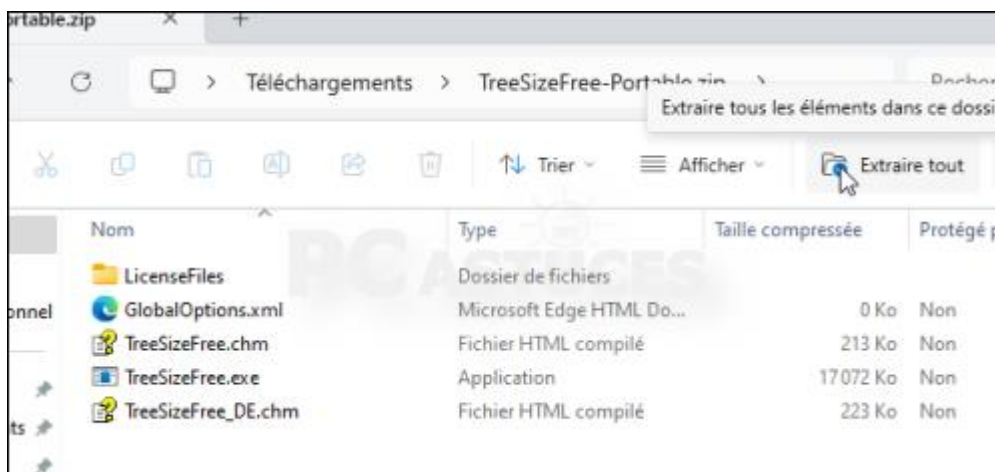 ortable.zip
Téléchargements > TreeSizeFree-Portable.zip >
Extraire tous les éléments dans ce dossi
Trier
Afficher
Extraire tout
Nom Type Taille compressée Protégé p
LicenseFiles Dossier de fichiers
GlobalOptions.xml Microsoft Edge HTML Do... 0 Ko Non
TreeSizeFree.chm Fichier HTML compilé 213 Ko Non
TreeSizeFree.exe Application 17 072 Ko Non
TreeSizeFree_DE.chm Fichier HTML compilé 223 Ko Non
onnel
ts
PC ASTUCES